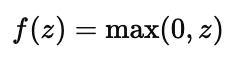 f(z) = max(0, z)